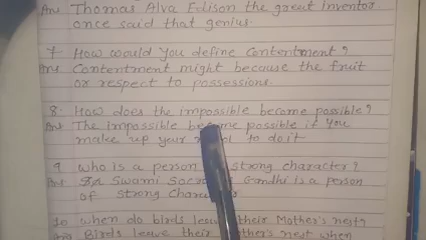 Ans Thomas Alva Edison the great Inventor
once said that genius
7 How would you define contentment?
Ans Contentment might because the fruit
or respect to possessions.
8. How does the impossible become possible?
Ans The Impossible become possible if you
make up your to do it
9 who is a person strong character?
Ans Swami Gandhi is a person
of strong
10 when do birds leave their Mother's nest?
Ans Birds leave their nest when